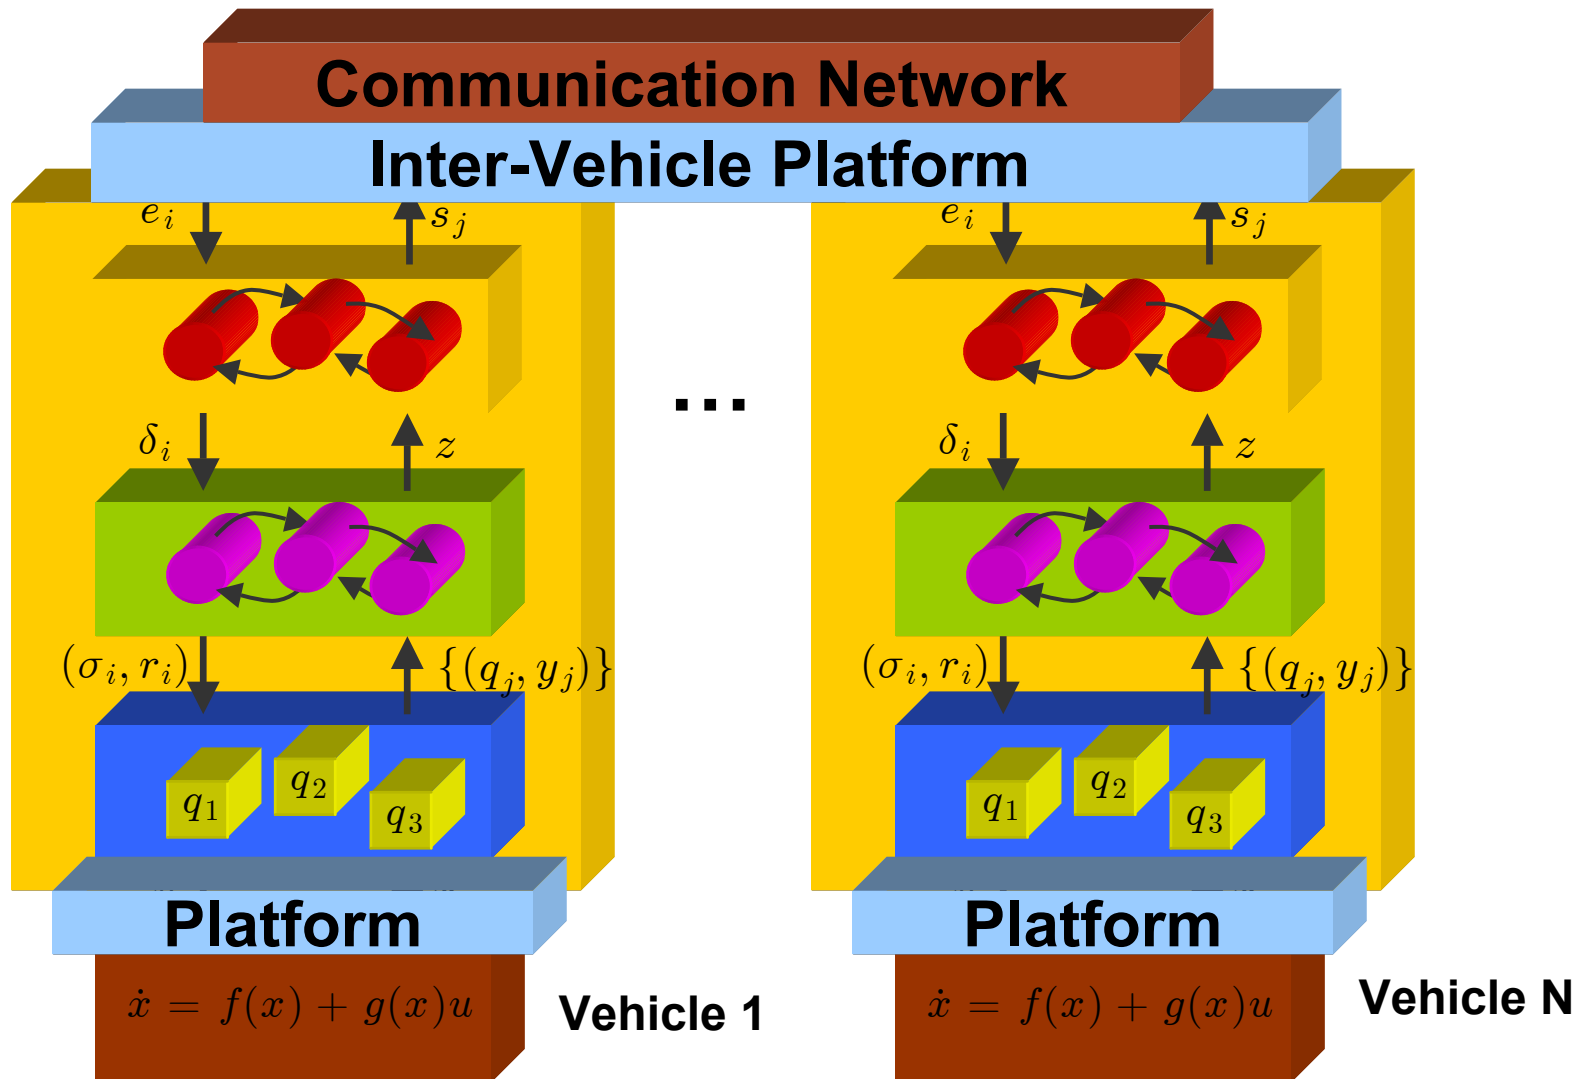 Communication Network
Inter-Vehicle Platform
e_i s_j e_i s_j
...
δ_i z δ_i z
(σ_i, r_i) {(q_j, y_j)} (σ_i, r_i) {(q_j, y_j)}
q_1 q_2 q_3 q_1 q_2 q_3
Platform Platform
ẋ = f(x) + g(x)u ẋ = f(x) + g(x)u
Vehicle 1 Vehicle N